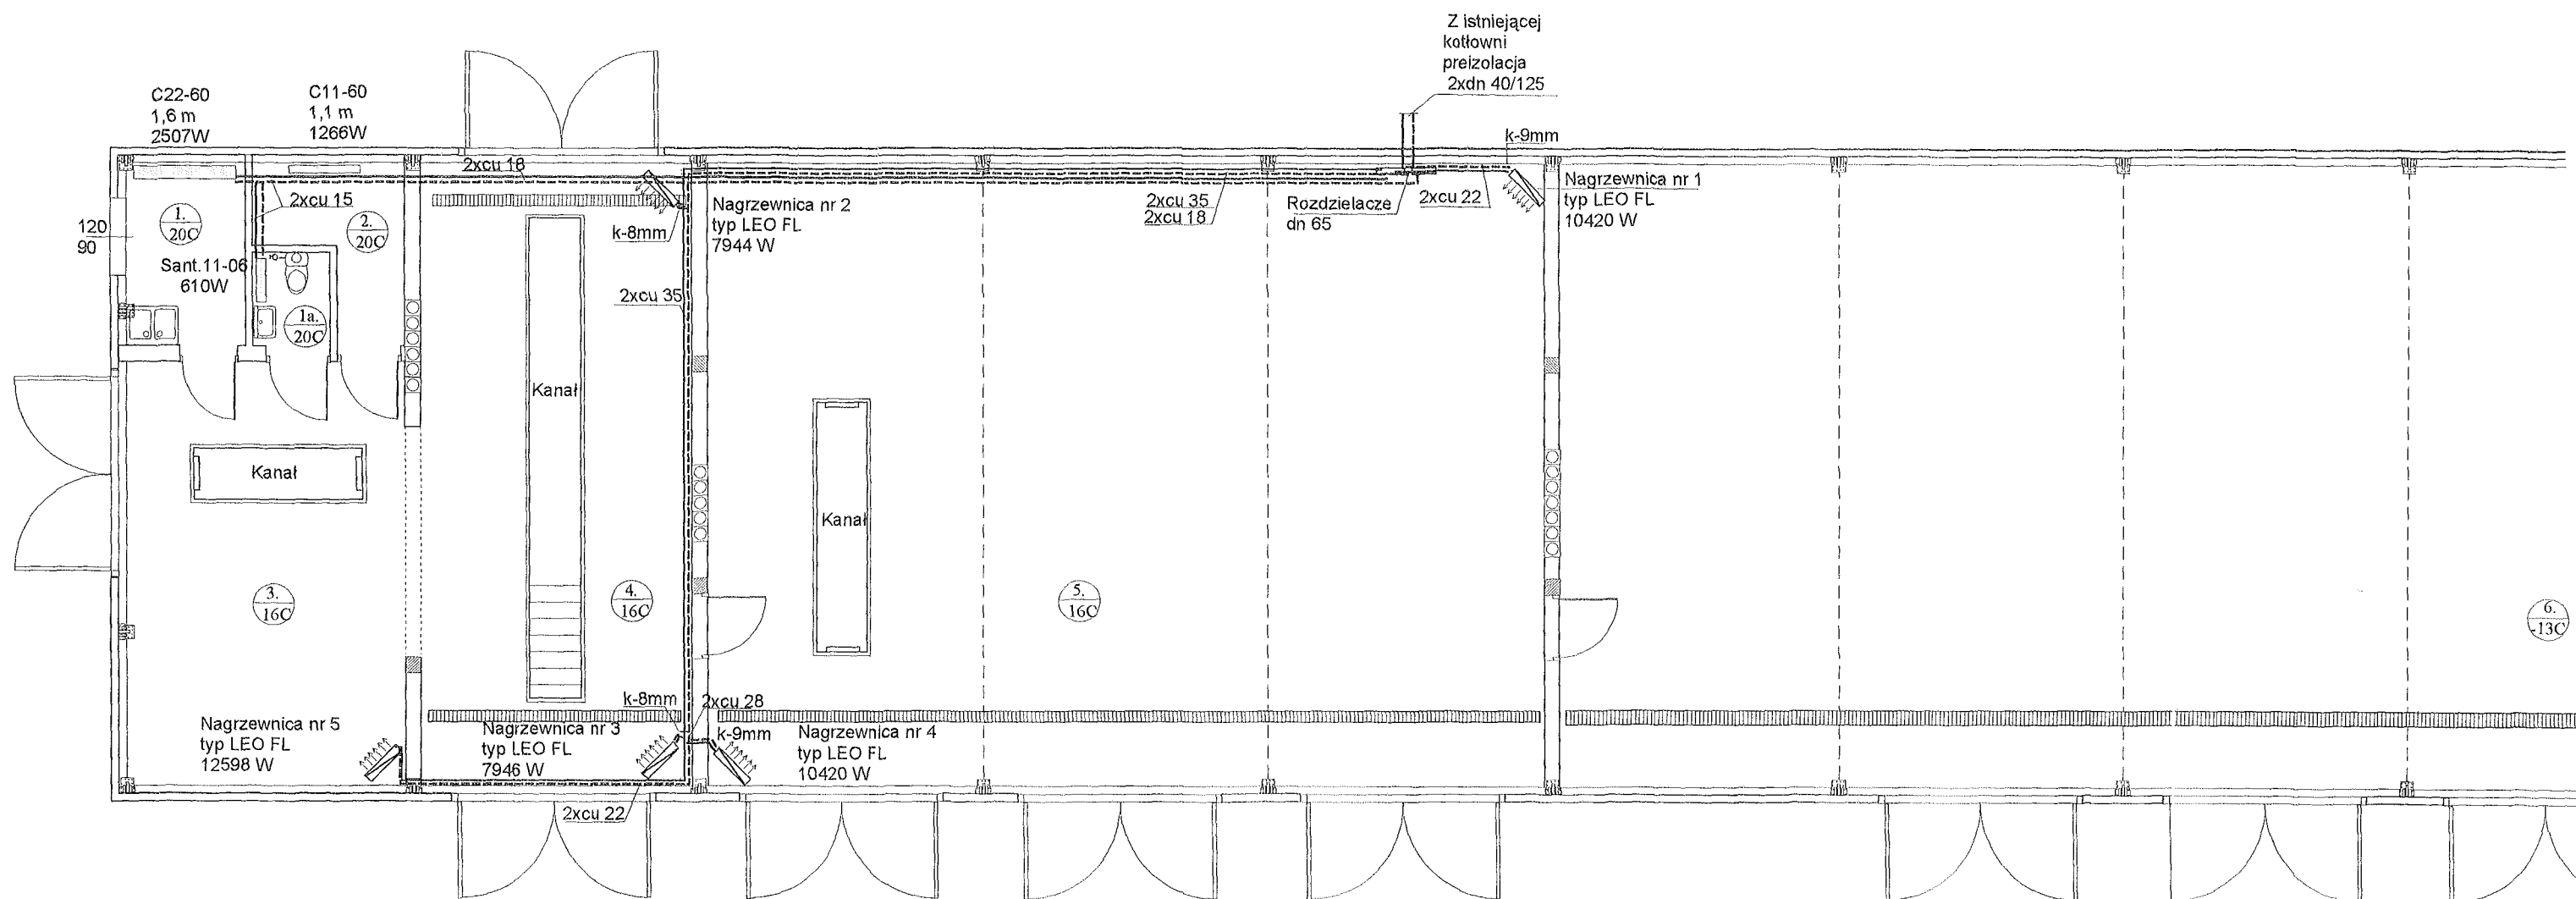 Z istniejącej
kotłowni
preizolacja
2xdn 40/125
C22-60
1,6 m
2507W
C11-60
1,1 m
1266W
k-9mm
2xcu 18
2xcu 15
1.
20C
2.
20C
120
90
Sant.11-06
610W
1a.
20C
k-8mm
Nagrzewnica nr 2
typ LEO FL
7944 W
2xcu 35
2xcu 18
Rozdzielacze
dn 65
2xcu 22
Nagrzewnica nr 1
typ LEO FL
10420 W
2xcu 35
Kanał
Kanał
Kanał
3.
16C
4.
16C
5.
16C
6.
-13C
k-8mm
2xcu 28
k-9mm
Nagrzewnica nr 5
typ LEO FL
12598 W
Nagrzewnica nr 3
typ LEO FL
7946 W
Nagrzewnica nr 4
typ LEO FL
10420 W
2xcu 22